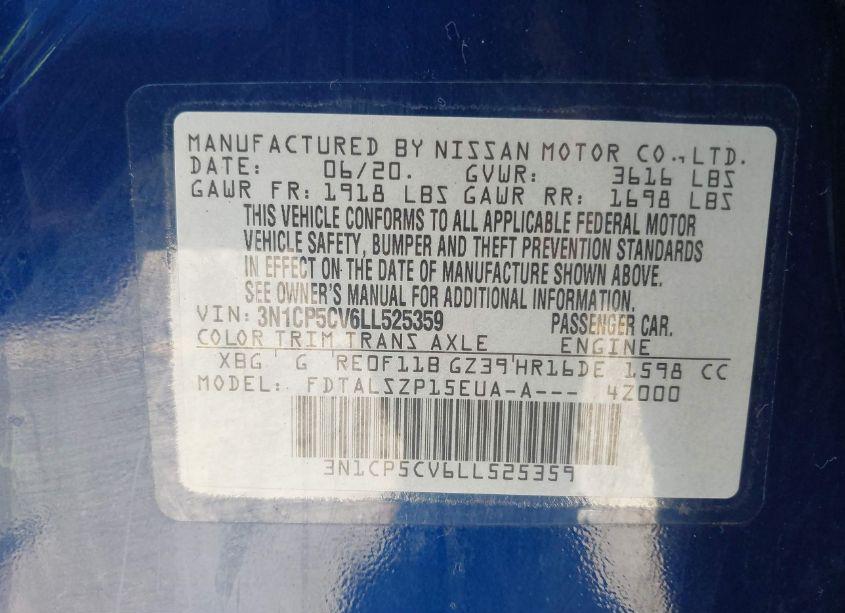 MANUFACTURED BY NISSAN MOTOR CO., LTD.
DATE: 06/20. GVWR: 3616 LBS
GAWR FR: 1918 LBS GAWR RR: 1698 LBS
THIS VEHICLE CONFORMS TO ALL APPLICABLE FEDERAL MOTOR
VEHICLE SAFETY, BUMPER AND THEFT PREVENTION STANDARDS
IN EFFECT ON THE DATE OF MANUFACTURE SHOWN ABOVE.
SEE OWNER'S MANUAL FOR ADDITIONAL INFORMATION.
VIN: 3N1CP5CV6LL525359 PASSENGER CAR.
COLOR TRIM TRANS AXLE ENGINE
XBG G RE0F11B GZ39 HR16DE 1598 CC
MODEL: FDTALSZP15EUA-A--- 4Z000
3N1CP5CV6LL525359